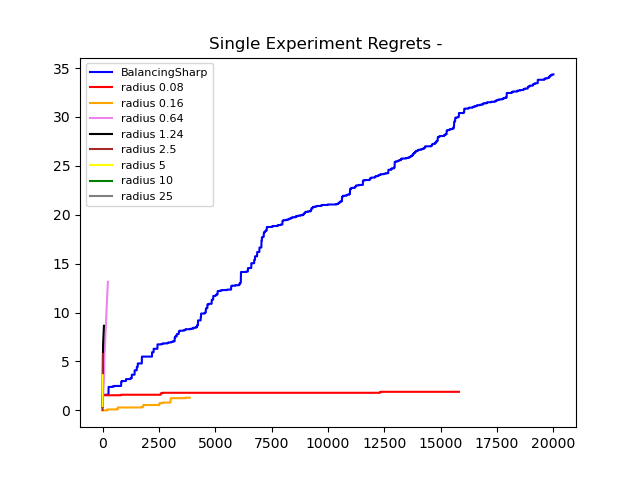 Single Experiment Regrets -
35
30
25
20
15
10
5
0
BalancingSharp
radius 0.08
radius 0.16
radius 0.64
radius 1.24
radius 2.5
radius 5
radius 10
radius 25
0 2500 5000 7500 10000 12500 15000 17500 20000